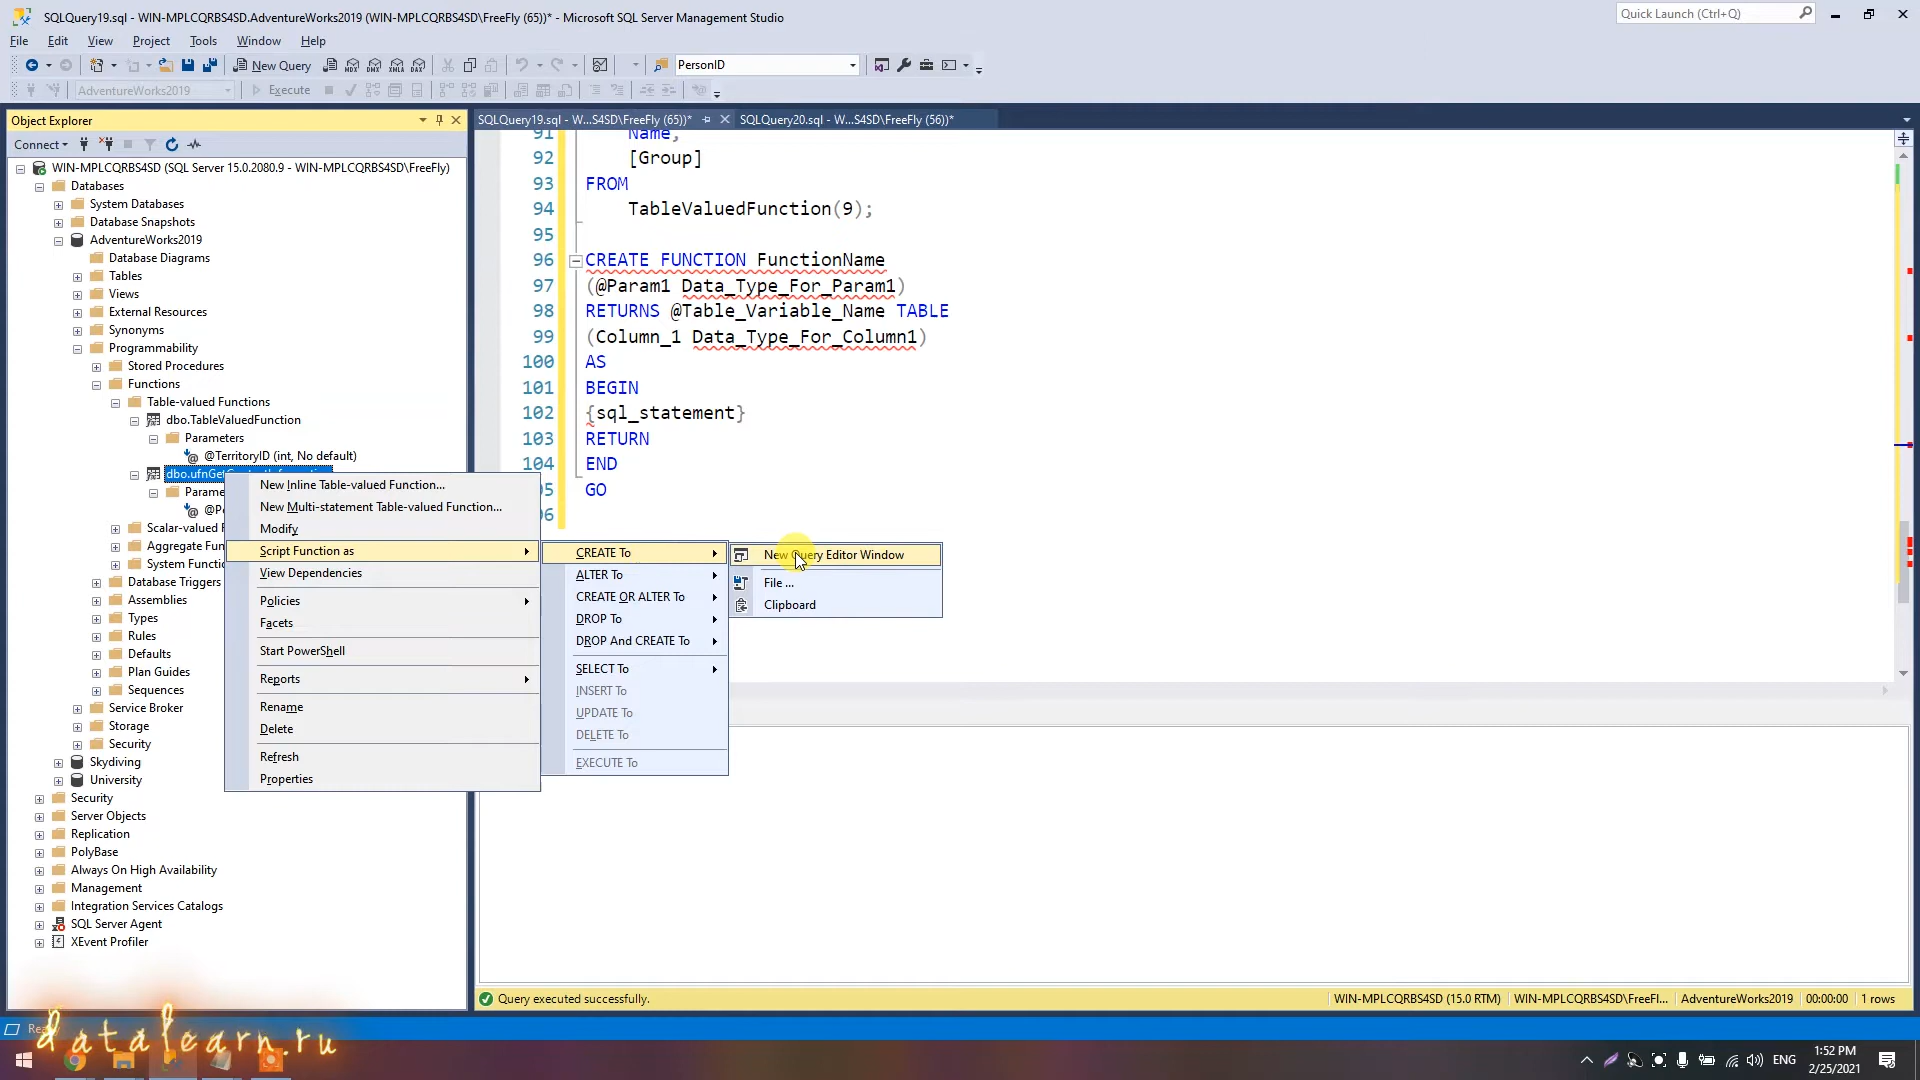 SQLQuery19.sql - WIN-MPLCQRBS4SD.AdventureWorks2019 (WIN-MPLCQRBS4SD\FreeFly (65))* - Microsoft SQL Server Management Studio
Quick Launch (Ctrl+Q)
File Edit View Project Tools Window Help
New Query
PersonID
AdventureWorks2019
Execute
Object Explorer
SQLQuery19.sql - W...S4SD\FreeFly (65))*
SQLQuery20.sql - W...S4SD\FreeFly (56))*
Connect
WIN-MPLCQRBS4SD (SQL Server 15.0.2080.9 - WIN-MPLCQRBS4SD\FreeFly)
Databases
System Databases
Database Snapshots
AdventureWorks2019
Database Diagrams
Tables
Views
External Resources
Synonyms
Programmability
Stored Procedures
Functions
Table-valued Functions
dbo.TableValuedFunction
Parameters
@TerritoryID (int, No default)
dbo.ufnGet
Parame
@P
Scalar-valued F
Aggregate Fun
System Functio
Database Triggers
Assemblies
Types
Rules
Defaults
Plan Guides
Sequences
Service Broker
Storage
Security
Skydiving
University
Security
Server Objects
Replication
PolyBase
Always On High Availability
Management
Integration Services Catalogs
SQL Server Agent
XEvent Profiler
91 Name,
92 [Group]
93 FROM
94 TableValuedFunction(9);
95
96 CREATE FUNCTION FunctionName
97 (@Param1 Data_Type_For_Param1)
98 RETURNS @Table_Variable_Name TABLE
99 (Column_1 Data_Type_For_Column1)
100 AS
101 BEGIN
102 {sql_statement}
103 RETURN
104 END
05 GO
06
New Inline Table-valued Function...
New Multi-statement Table-valued Function...
Modify
Script Function as
View Dependencies
Policies
Facets
Start PowerShell
Reports
Rename
Delete
Refresh
Properties
CREATE To
ALTER To
CREATE OR ALTER To
DROP To
DROP And CREATE To
SELECT To
INSERT To
UPDATE To
DELETE To
EXECUTE To
New Query Editor Window
File ...
Clipboard
Query executed successfully.
WIN-MPLCQRBS4SD (15.0 RTM)
WIN-MPLCQRBS4SD\FreeFl...
AdventureWorks2019
00:00:00
1 rows
datalearn.ru
ENG
1:52 PM
2/25/2021